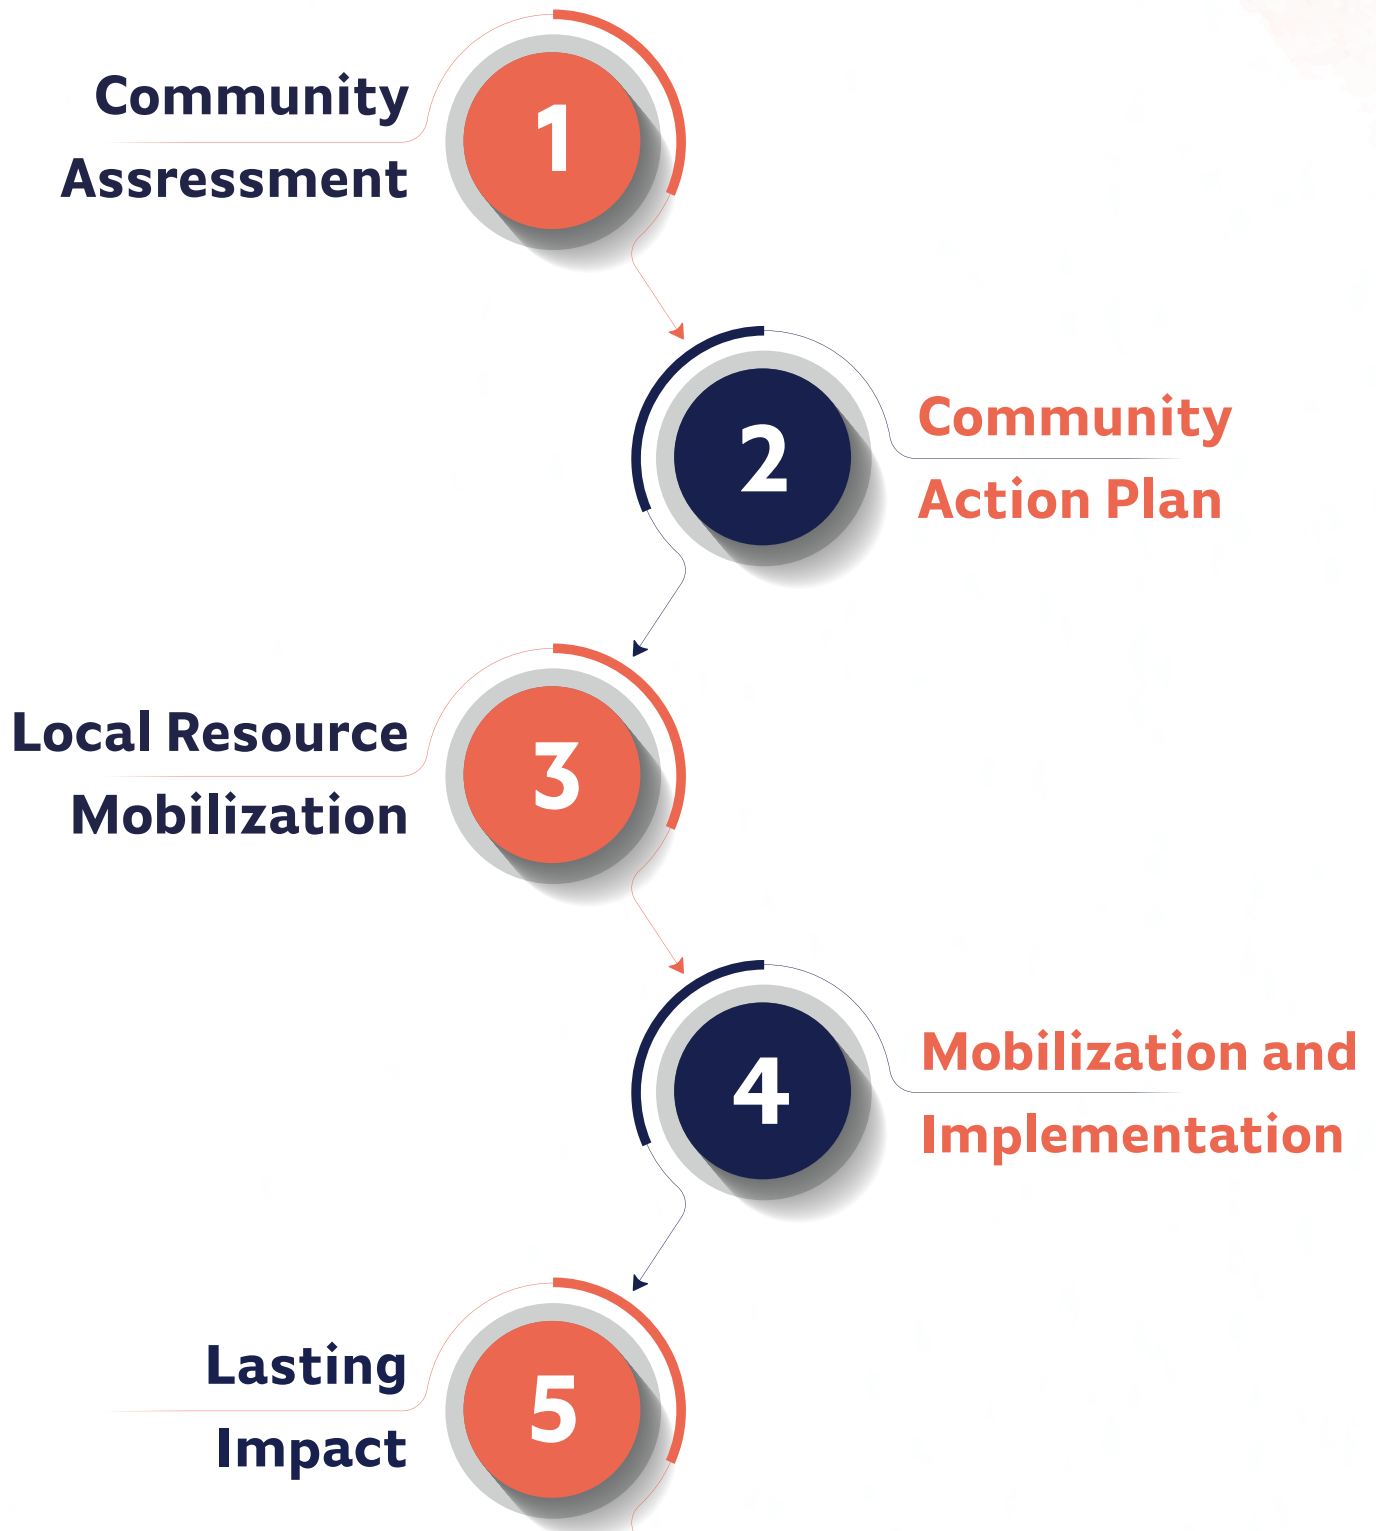 Community
Assressment
1
2
Community
Action Plan
Local Resource
Mobilization
3
4
Mobilization and
Implementation
Lasting
Impact
5